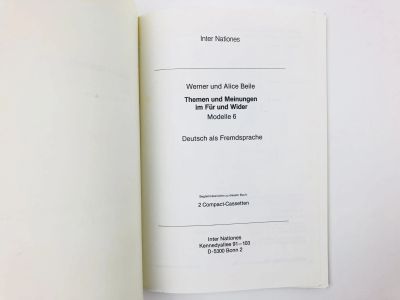 Inter Nationes
Werner und Alice Beile
Themen und Meinungen
im Für und Wider
Modelle 6
Deutsch als Fremdsprache
2 Compact-Cassetten
Inter Nationes
Kennedyallee 91–103
D-5300 Bonn 2